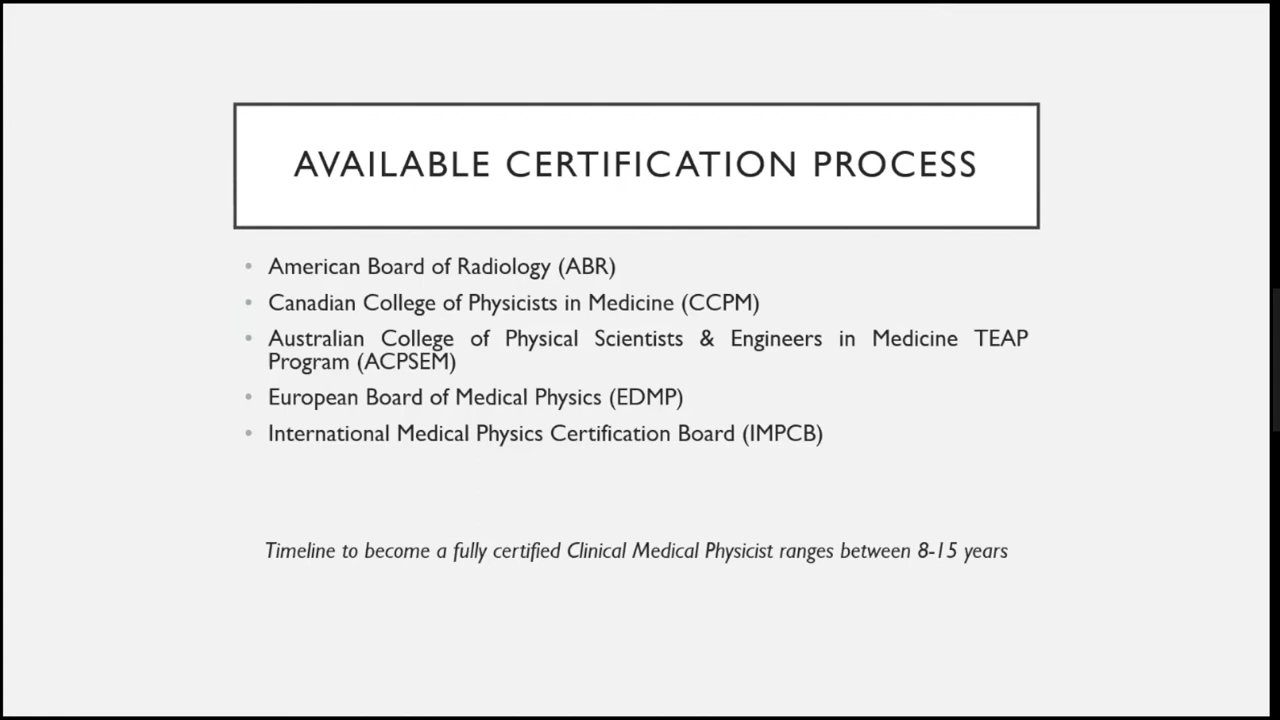 AVAILABLE CERTIFICATION PROCESS
• American Board of Radiology (ABR)
• Canadian College of Physicists in Medicine (CCPM)
• Australian College of Physical Scientists & Engineers in Medicine TEAP
Program (ACPSEM)
• European Board of Medical Physics (EDMP)
• International Medical Physics Certification Board (IMPCB)
Timeline to become a fully certified Clinical Medical Physicist ranges between 8-15 years